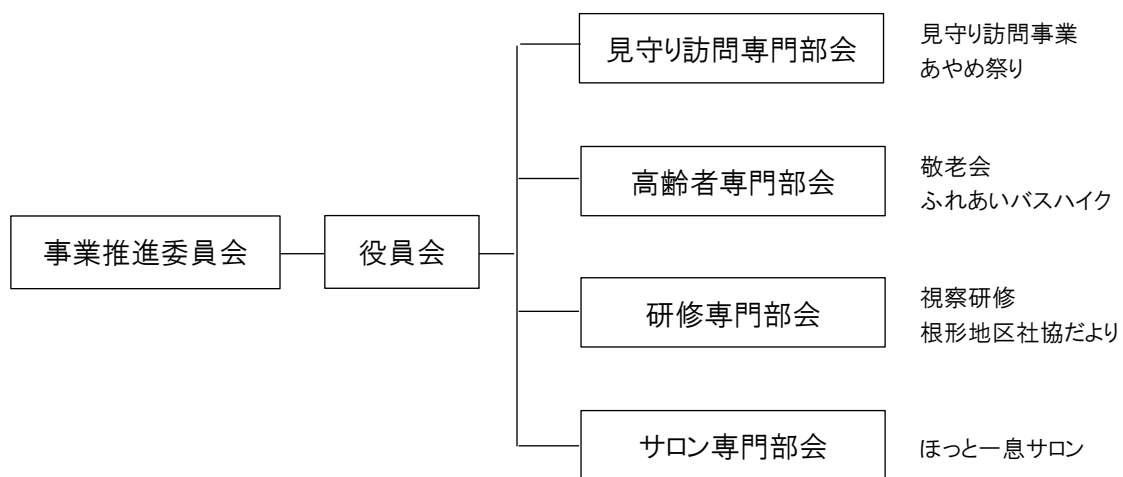 見守り訪問専門部会
見守り訪問事業
あやめ祭り
高齢者専門部会
敬老会
ふれあいバスハイク
事業推進委員会
役員会
研修専門部会
視察研修
根形地区社協だより
サロン専門部会
ほっと一息サロン